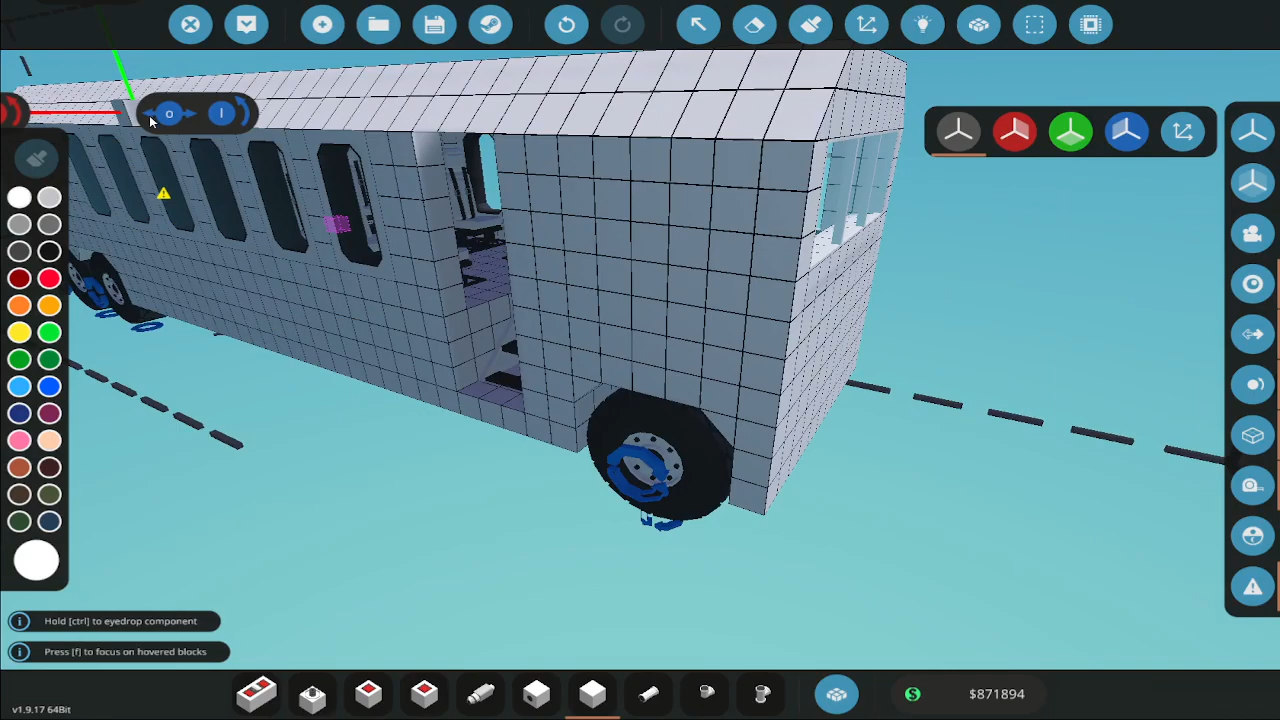 O I
Hold [ctrl] to eyedrop component
Press [f] to focus on hovered blocks
v1.9.17 64Bit
$ $871894